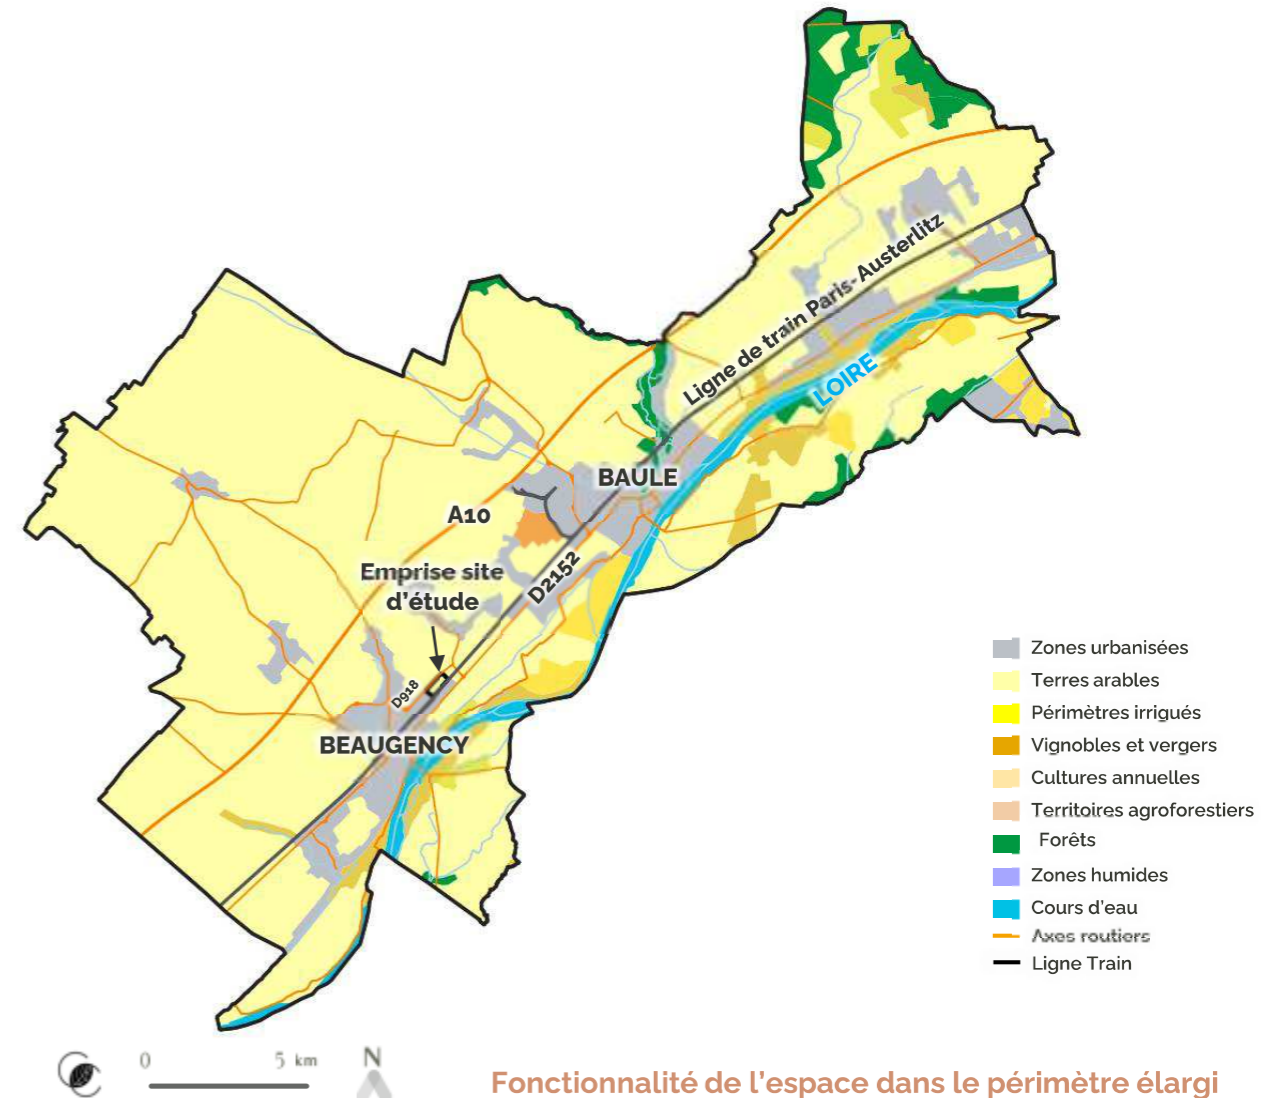 Ligne de train Paris-Austerlitz
LOIRE
BAULE
A10
D2152
Emprise site
d'étude
D918
BEAUGENCY
Zones urbanisées
Terres arables
Périmètres irrigués
Vignobles et vergers
Cultures annuelles
Territoires agroforestiers
Forêts
Zones humides
Cours d'eau
Axes routiers
Ligne Train
0 5 km
N
Fonctionnalité de l'espace dans le périmètre élargi